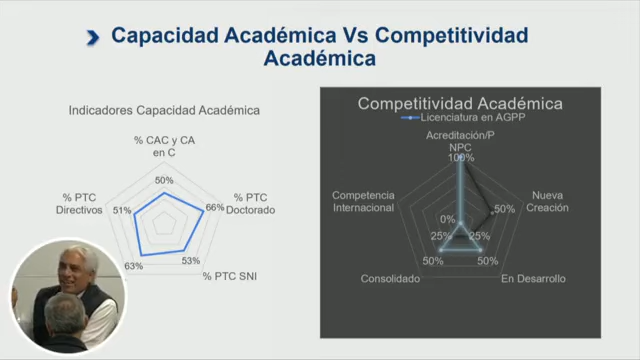 Capacidad Académica Vs Competitividad
Académica
Indicadores Capacidad Académica
% CAC y CA
en C
50%
% PTC
Directivos
51%
66%
% PTC
Doctorado
63%
53%
% PTC SNI
Competitividad Académica
Licenciatura en AGPP
Acreditación/P
NPC
100%
Competencia
Internacional
Nueva
Creación
50%
0%
25%
25%
50%
50%
Consolidado
En Desarrollo